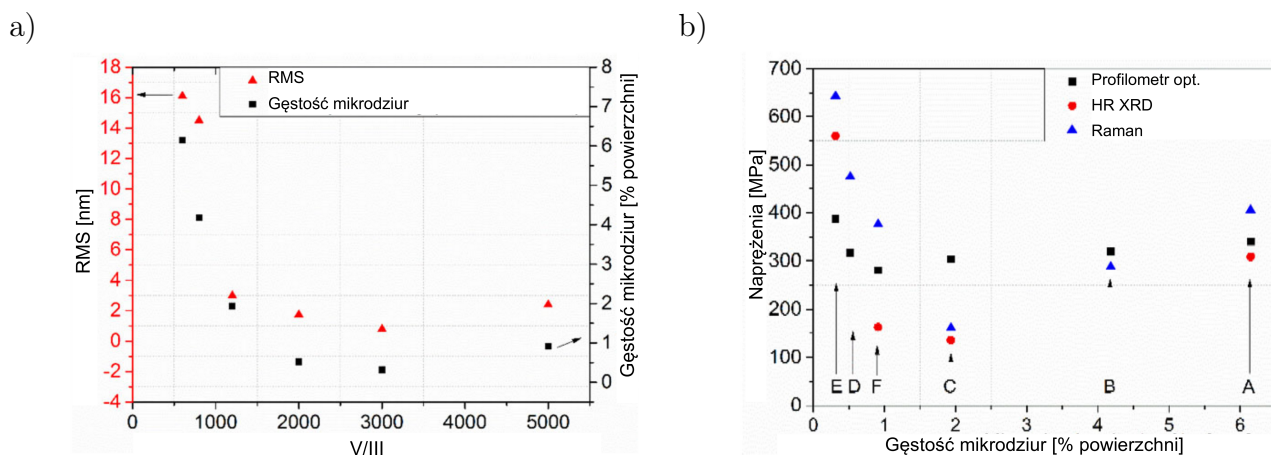 a)
18
16
14
12
10
8
6
4
2
0
-2
-4
RMS [nm]
RMS
Gęstość mikrodziur
8
7
6
5
4
3
2
1
0
Gęstość mikrodziur [% powierzchni]
0 1000 2000 3000 4000 5000
V/III
b)
700
600
500
400
300
200
100
0
Naprężenia [MPa]
Profilometr opt.
HR XRD
Raman
E D F C B A
0 1 2 3 4 5 6
Gęstość mikrodziur [% powierzchni]